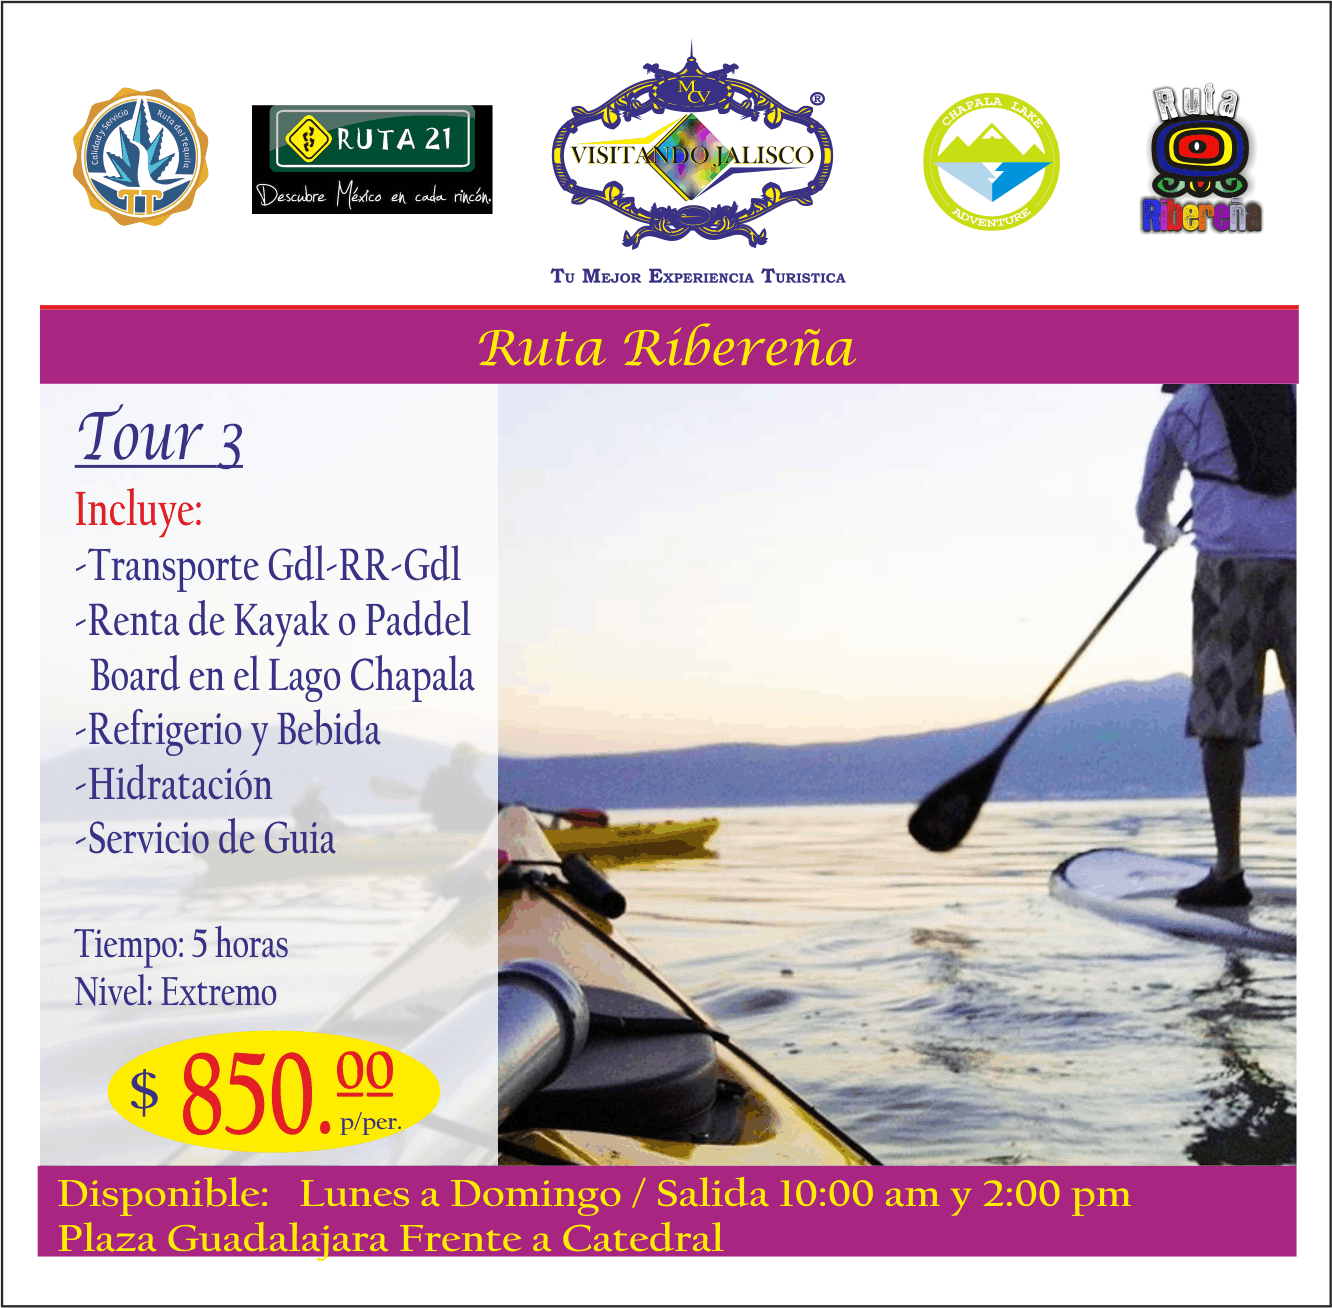 Calidad y Servicio
Ruta del Tequila
TT
RUTA 21
Descubre México en cada rincón.
MCV
®
VISITANDO JALISCO
TU MEJOR EXPERIENCIA TURISTICA
CHAPALA LAKE
ADVENTURE
Ruta
Ribereña
Ruta Ribereña
Tour 3
Incluye:
-Transporte Gdl-RR-Gdl
-Renta de Kayak o Paddel
Board en el Lago Chapala
-Refrigerio y Bebida
-Hidratación
-Servicio de Guia
Tiempo: 5 horas
Nivel: Extremo
$ 850.00
p/per.
Disponible: Lunes a Domingo / Salida 10:00 am y 2:00 pm
Plaza Guadalajara Frente a Catedral